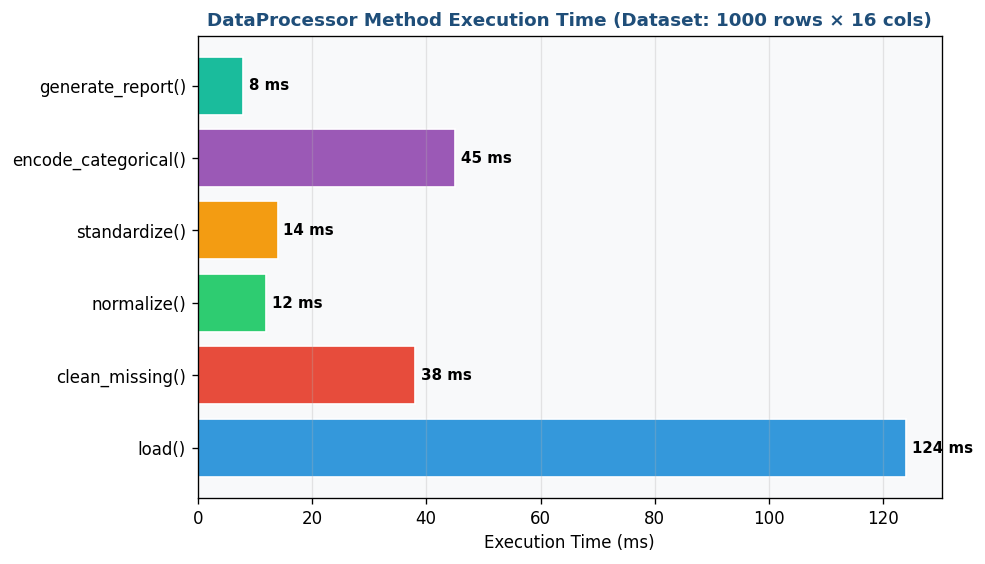 DataProcessor Method Execution Time (Dataset: 1000 rows × 16 cols)
generate_report() 8 ms
encode_categorical() 45 ms
standardize() 14 ms
normalize() 12 ms
clean_missing() 38 ms
load() 124 ms
0 20 40 60 80 100 120
Execution Time (ms)